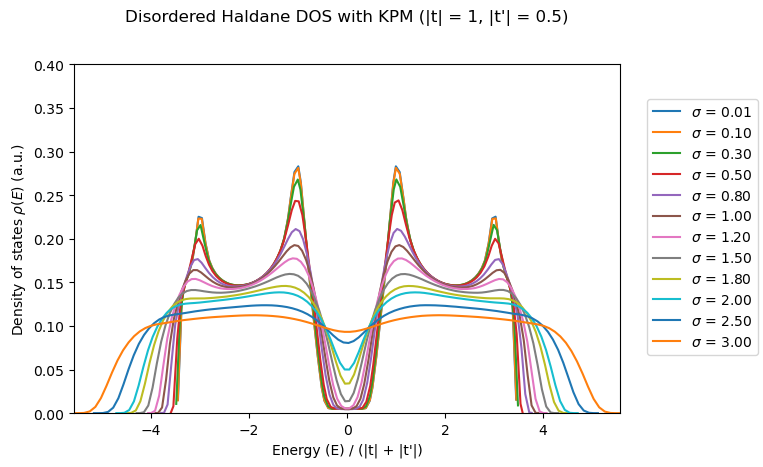 Disordered Haldane DOS with KPM (|t| = 1, |t'| = 0.5)
Density of states ρ(E) (a.u.)
0.40
0.35
0.30
0.25
0.20
0.15
0.10
0.05
0.00
−4 −2 0 2 4
Energy (E) / (|t| + |t'|)
σ = 0.01
σ = 0.10
σ = 0.30
σ = 0.50
σ = 0.80
σ = 1.00
σ = 1.20
σ = 1.50
σ = 1.80
σ = 2.00
σ = 2.50
σ = 3.00